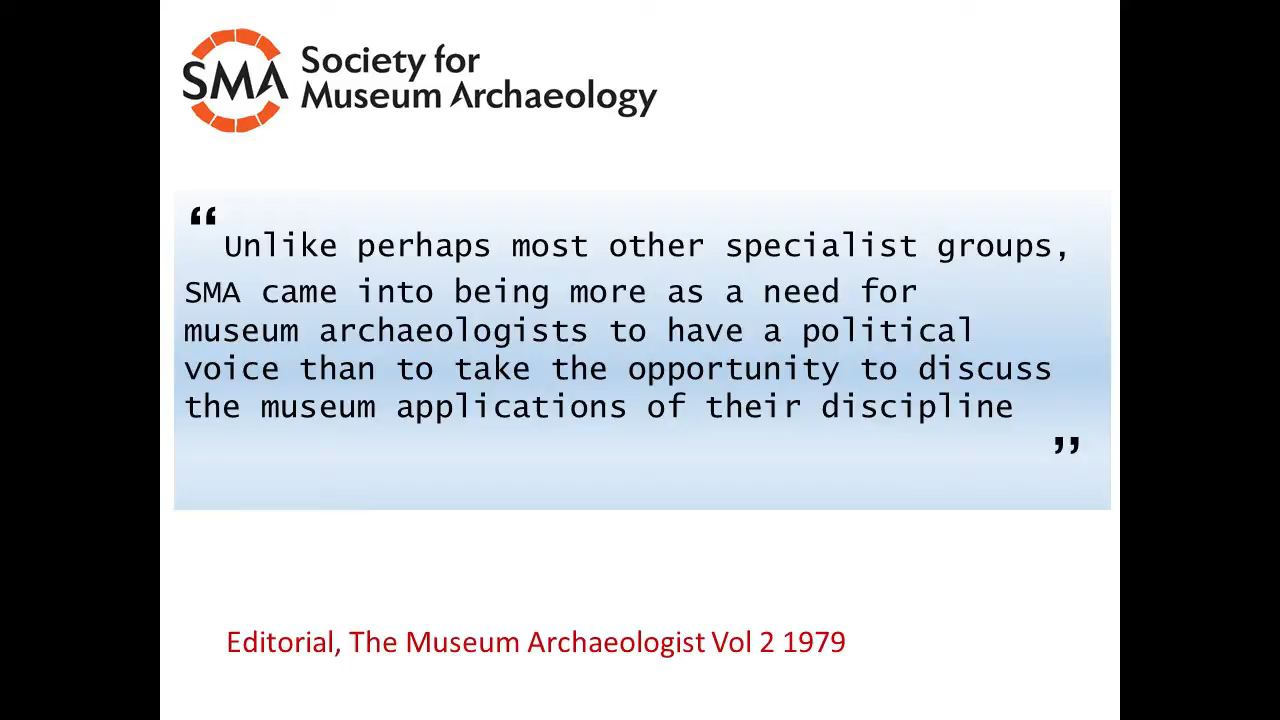 SMA
Society for
Museum Archaeology
“Unlike perhaps most other specialist groups,
SMA came into being more as a need for
museum archaeologists to have a political
voice than to take the opportunity to discuss
the museum applications of their discipline
”
Editorial, The Museum Archaeologist Vol 2 1979